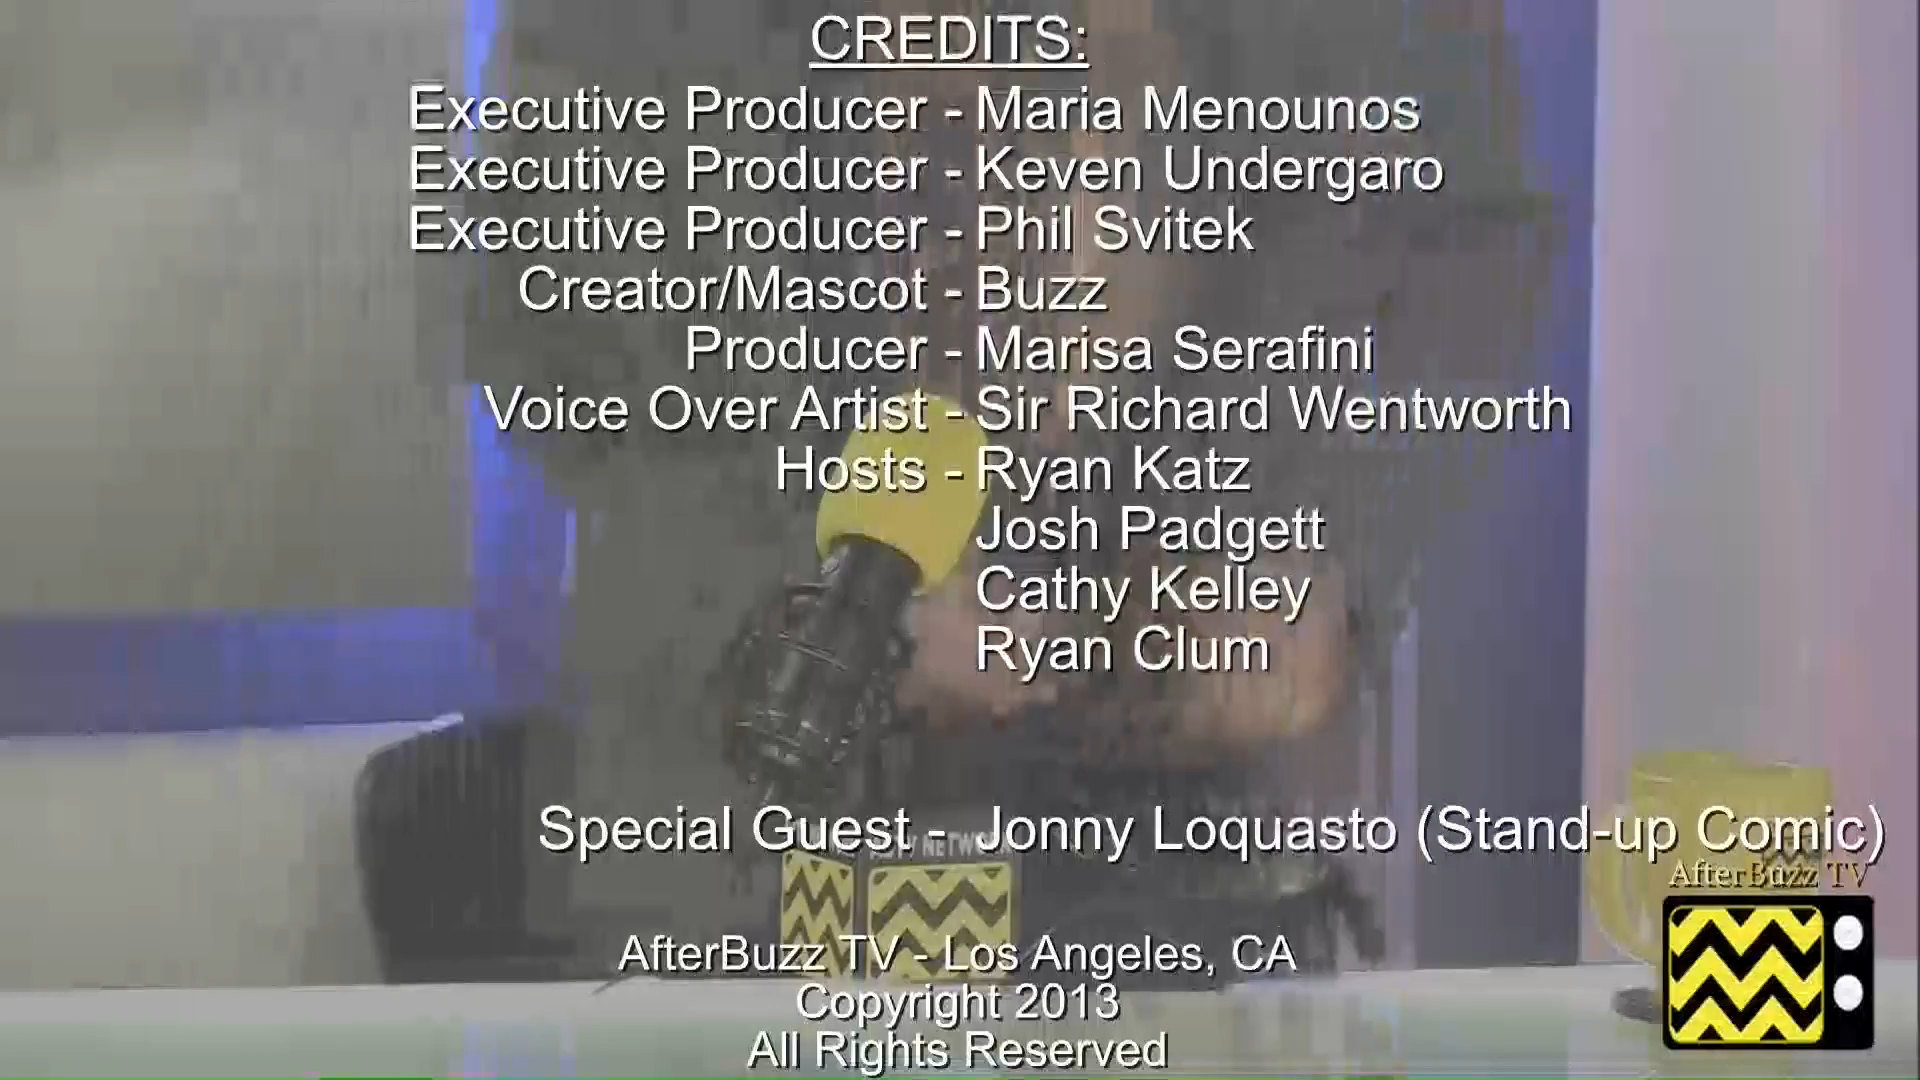 CREDITS:
Executive Producer - Maria Menounos
Executive Producer - Keven Undergaro
Executive Producer - Phil Svitek
Creator/Mascot - Buzz
Producer - Marisa Serafini
Voice Over Artist - Sir Richard Wentworth
Hosts - Ryan Katz
Josh Padgett
Cathy Kelley
Ryan Clum
Special Guest - Jonny Loquasto (Stand-up Comic)
AfterBuzz TV
AfterBuzz TV - Los Angeles, CA
Copyright 2013
All Rights Reserved